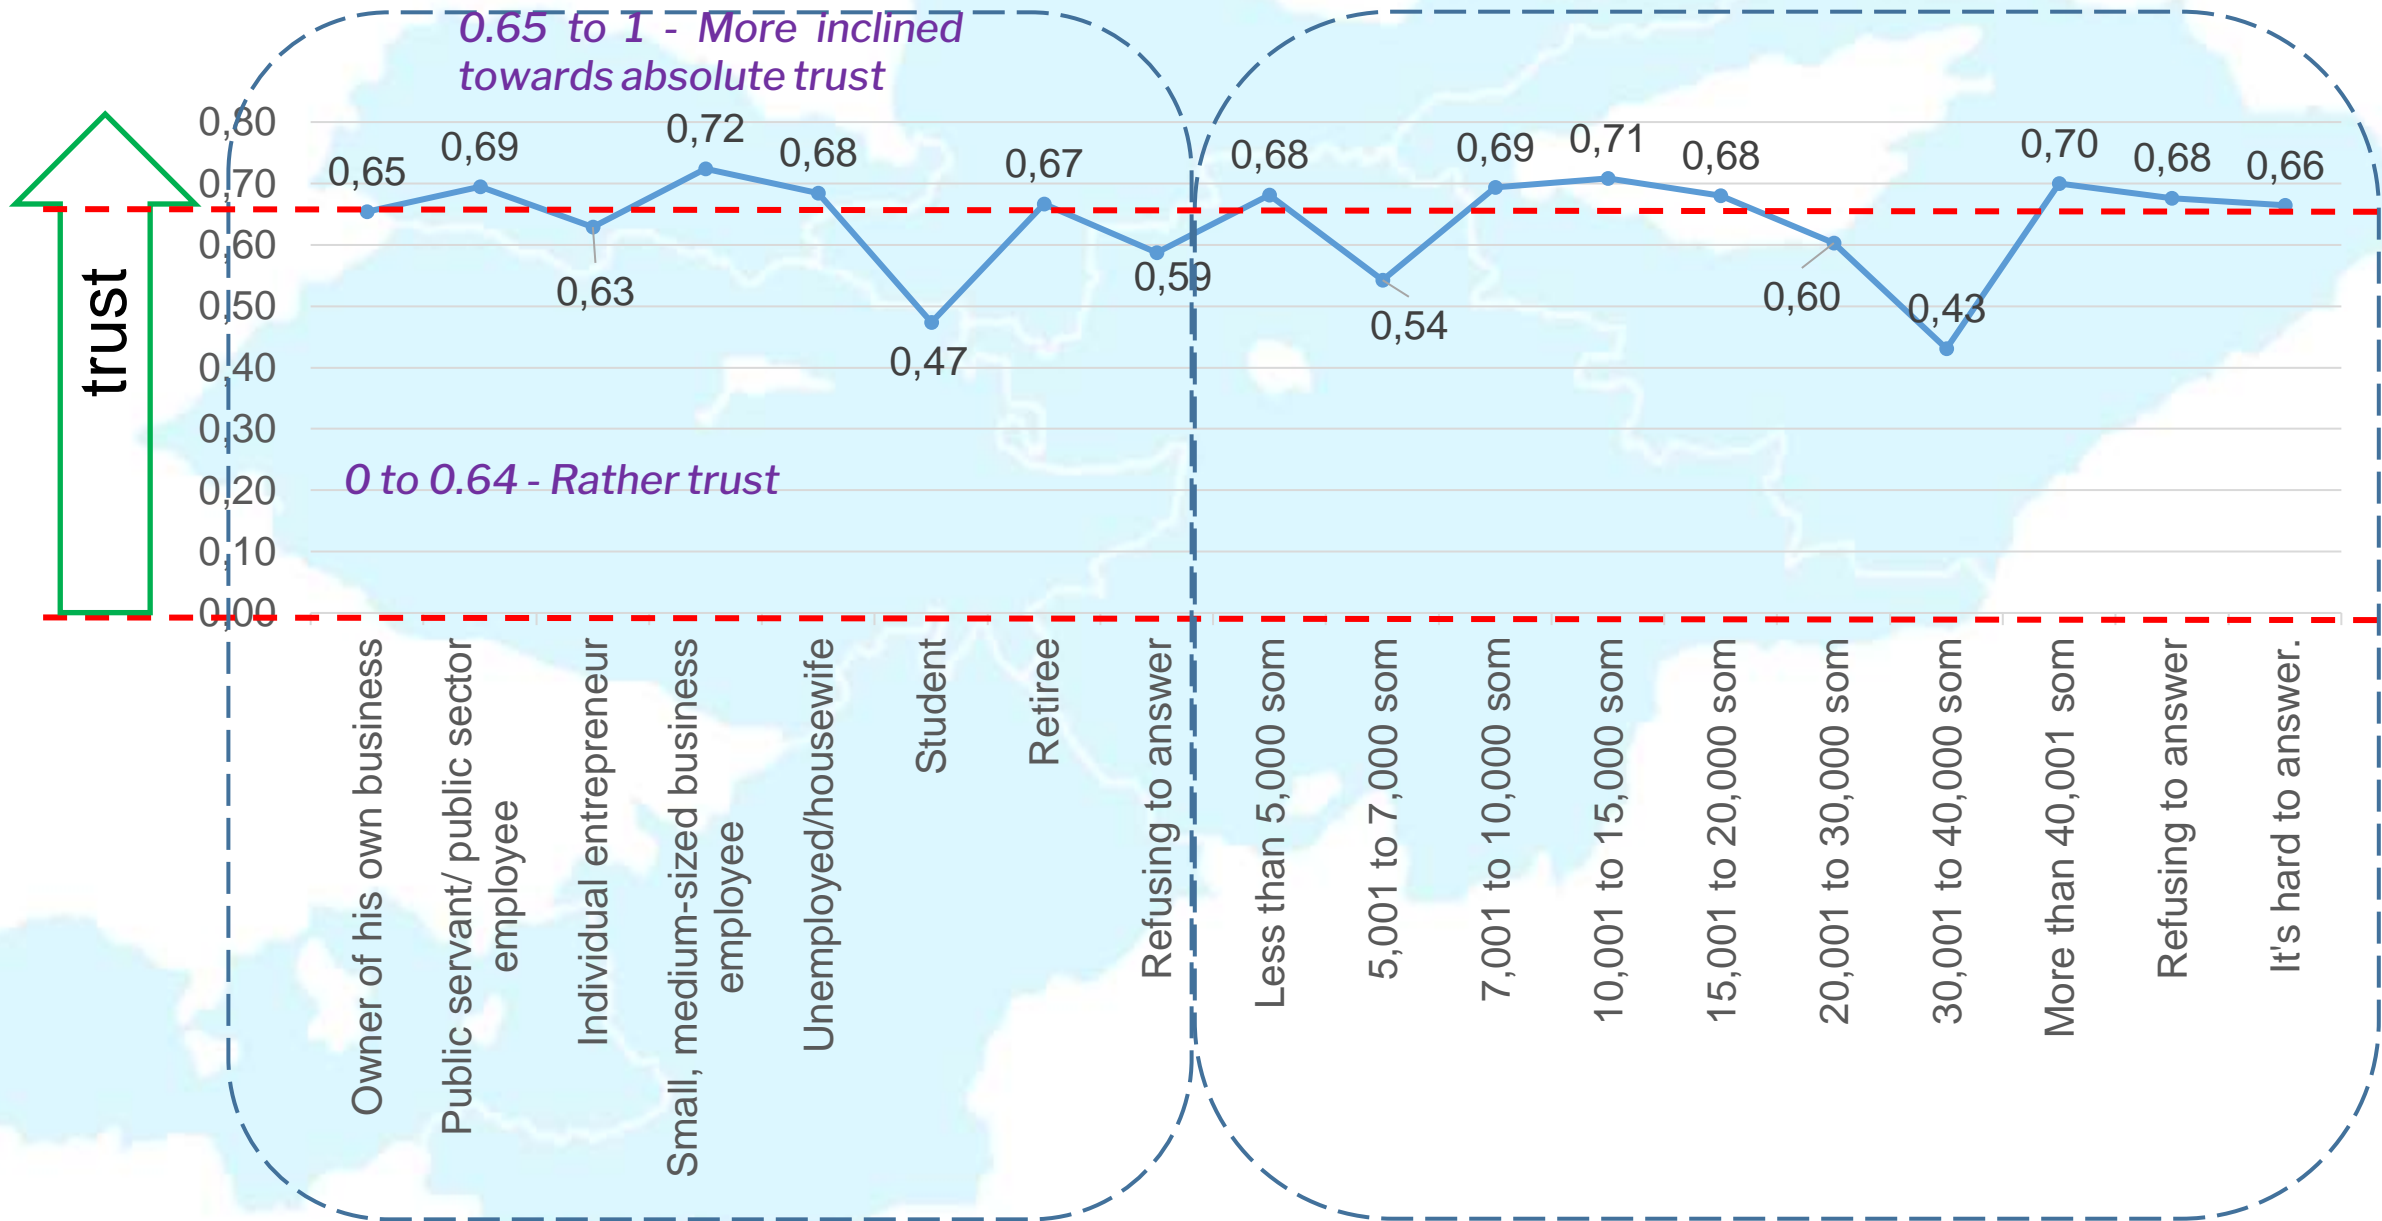 0.65 to 1 - More inclined
towards absolute trust
trust
0,80
0,70
0,60
0,50
0,40
0,30
0,20
0,10
0,00
0,65
0,69
0,63
0,72
0,68
0,47
0,67
0,59
0,68
0,54
0,69
0,71
0,68
0,60
0,43
0,70
0,68
0,66
0 to 0.64 - Rather trust
Owner of his own business
Public servant/ public sector
employee
Individual entrepreneur
Small, medium-sized business
employee
Unemployed/housewife
Student
Retiree
Refusing to answer
Less than 5,000 som
5,001 to 7,000 som
7,001 to 10,000 som
10,001 to 15,000 som
15,001 to 20,000 som
20,001 to 30,000 som
30,001 to 40,000 som
More than 40,001 som
Refusing to answer
It's hard to answer.